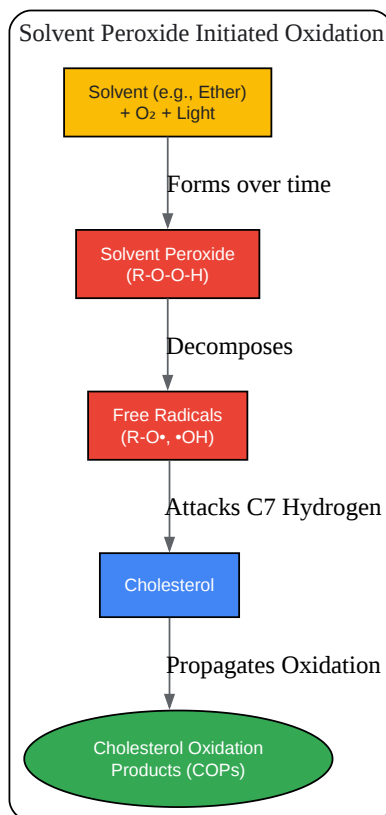 Solvent Peroxide Initiated Oxidation
Solvent (e.g., Ether)
+ O₂ + Light
Forms over time
Solvent Peroxide
(R-O-O-H)
Decomposes
Free Radicals
(R-O•, •OH)
Attacks C7 Hydrogen
Cholesterol
Propagates Oxidation
Cholesterol Oxidation
Products (COPs)